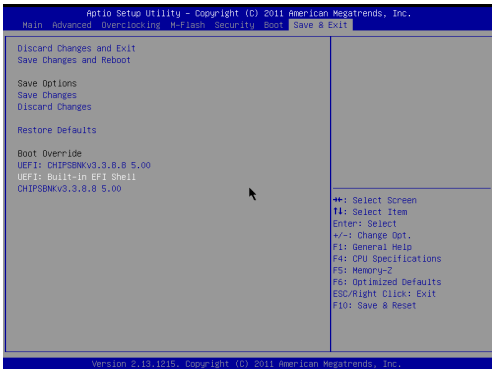 Aptio Setup Utility - Copyright (C) 2011 American Megatrends, Inc.
Main Advanced Overclocking M-Flash Security Boot Save & Exit
Discard Changes and Exit
Save Changes and Reboot
Save Options
Save Changes
Discard Changes
Restore Defaults
Boot Override
UEFI: CHIPSBNKv3.3.8.8 5.00
UEFI: Built-in EFI Shell
CHIPSBNKv3.3.8.8 5.00
→←: Select Screen
↑↓: Select Item
Enter: Select
+/-: Change Opt.
F1: General Help
F4: CPU Specifications
F5: Memory-Z
F6: Optimized Defaults
ESC/Right Click: Exit
F10: Save & Reset
Version 2.13.1215. Copyright (C) 2011 American Megatrends, Inc.